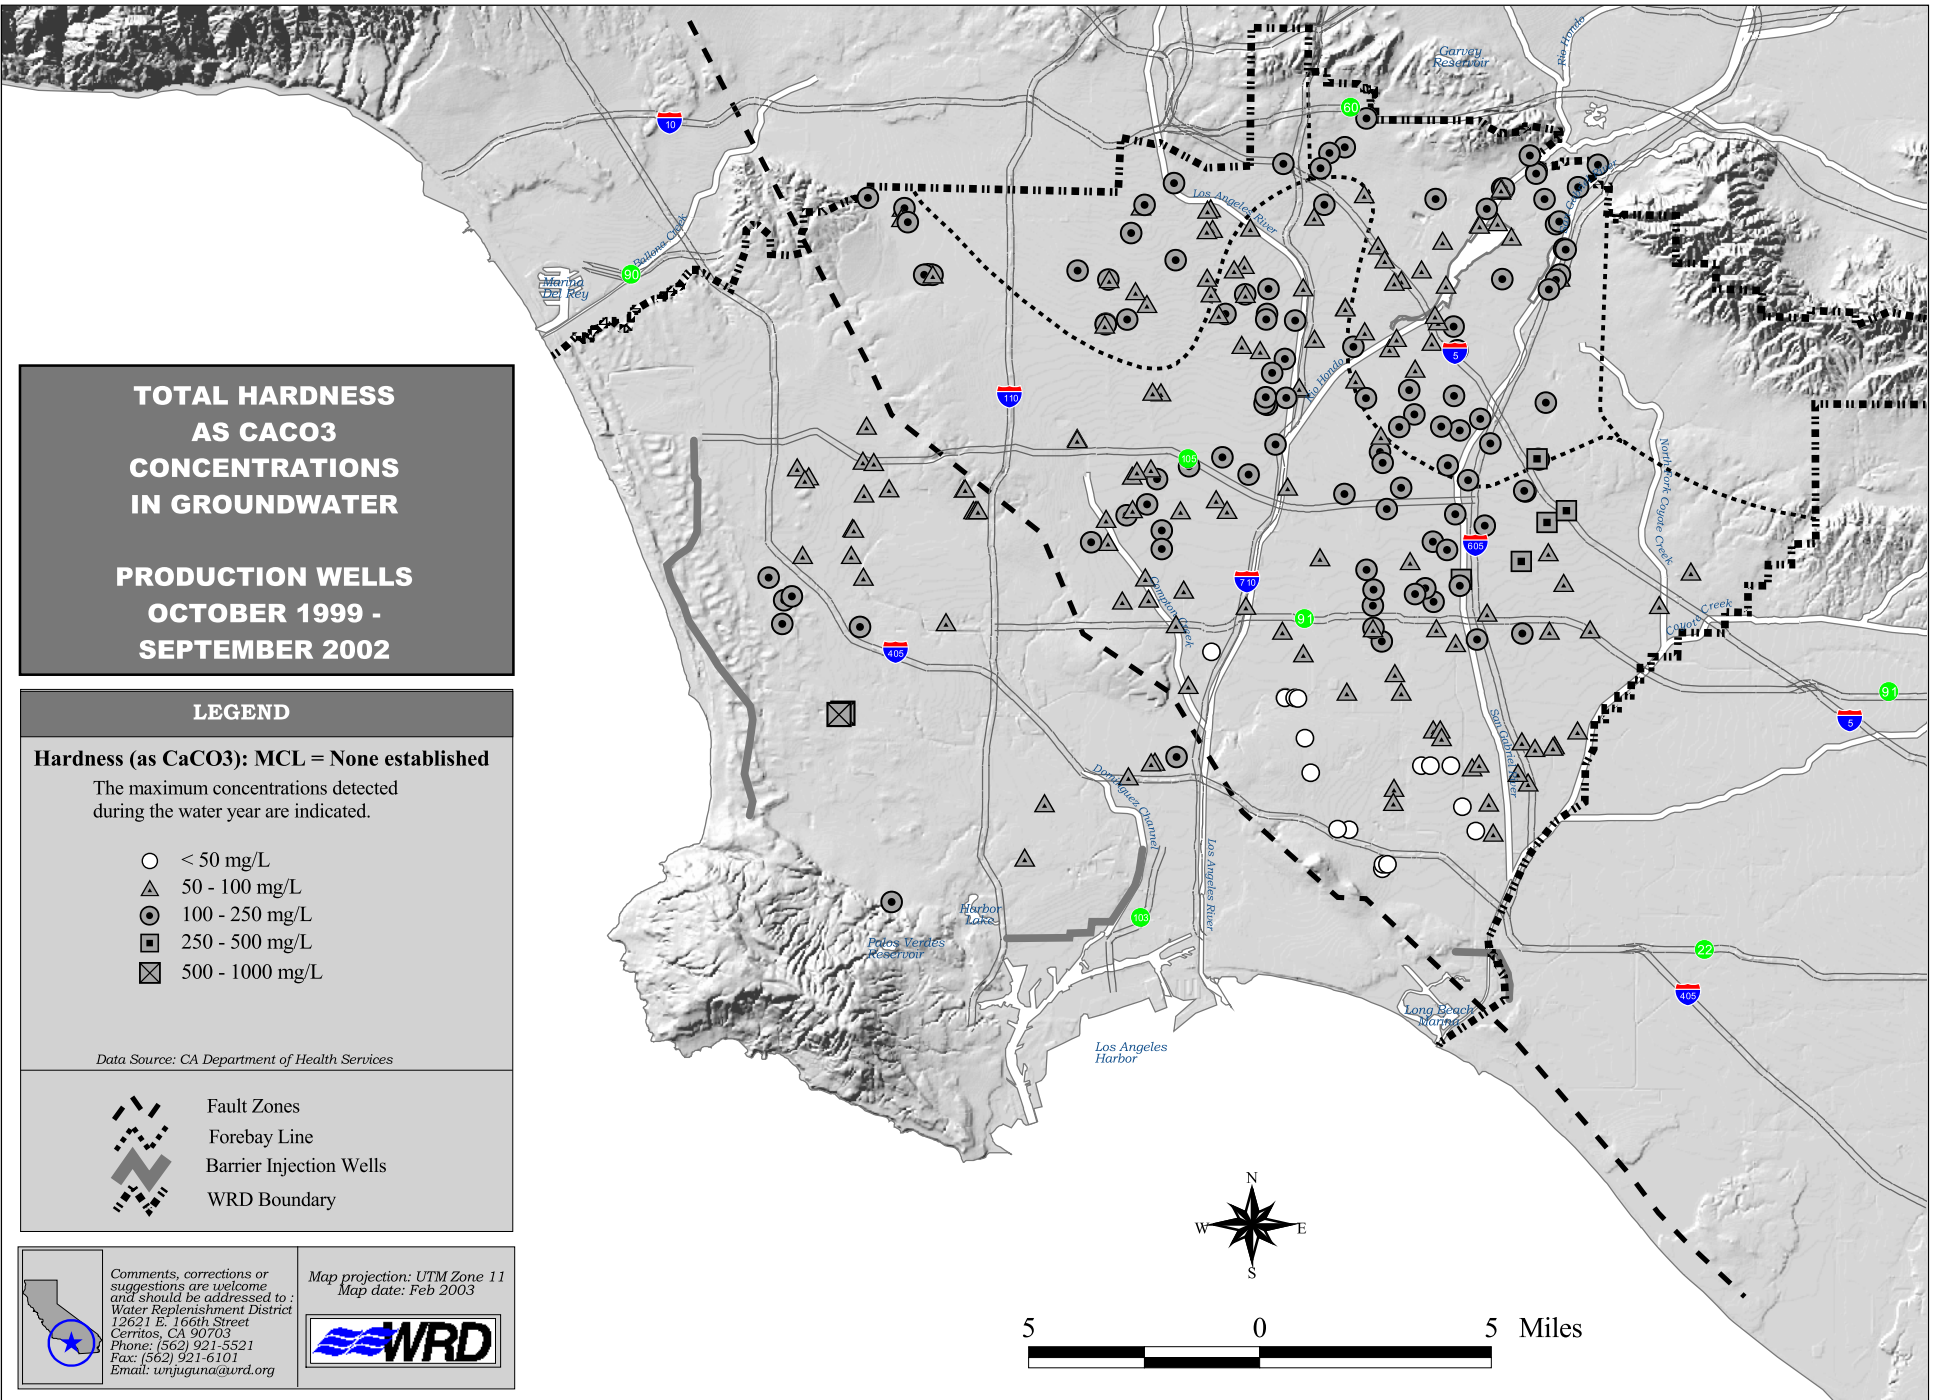 TOTAL HARDNESS
AS CACO3
CONCENTRATIONS
IN GROUNDWATER
PRODUCTION WELLS
OCTOBER 1999 -
SEPTEMBER 2002
LEGEND
Hardness (as CaCO3): MCL = None established
The maximum concentrations detected
during the water year are indicated.
< 50 mg/L
50 - 100 mg/L
100 - 250 mg/L
250 - 500 mg/L
500 - 1000 mg/L
Data Source: CA Department of Health Services
Fault Zones
Forebay Line
Barrier Injection Wells
WRD Boundary
Comments, corrections or
suggestions are welcome
and should be addressed to :
Water Replenishment District
12621 E. 166th Street
Cerritos, CA 90703
Phone: (562) 921-5521
Fax: (562) 921-6101
Email: wnjuguna@wrd.org
Map projection: UTM Zone 11
Map date: Feb 2003
WRD
10
60
Garvey
Reservoir
Rio Hondo
Los Angeles River
San Gabriel River
Ballona Creek
90
Marina
Del Rey
110
5
Rio Hondo
105
North Fork Coyote Creek
605
710
Compton Creek
91
Coyote Creek
405
91
5
San Gabriel River
Dominguez Channel
Los Angeles River
Harbor
Lake
103
Palos Verdes
Reservoir
22
405
Long Beach
Marina
Los Angeles
Harbor
N
W
E
S
5
0
5 Miles